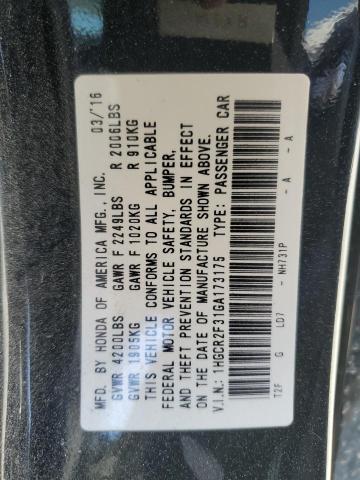 MFD. BY HONDA OF AMERICA MFG., INC. 03/'16
GVWR 4200LBS GAWR F 2249LBS R 2006LBS
GVWR 1905KG GAWR F 1020KG R 910KG
THIS VEHICLE CONFORMS TO ALL APPLICABLE
FEDERAL MOTOR VEHICLE SAFETY, BUMPER,
AND THEFT PREVENTION STANDARDS IN EFFECT
ON THE DATE OF MANUFACTURE SHOWN ABOVE.
V.I.N.: 1HGCR2F31GA173175 TYPE: PASSENGER CAR
T2F G LD7 - NH731P - A - A